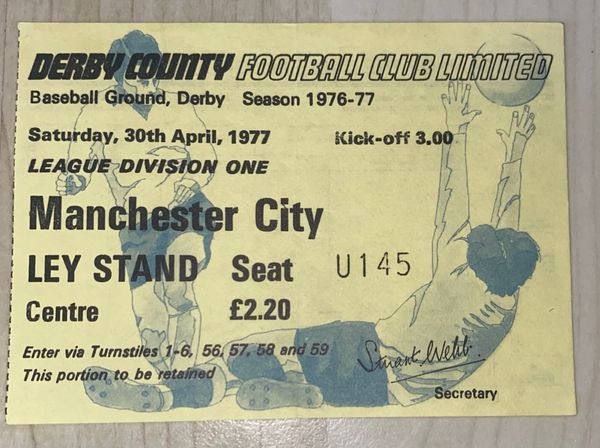 DERBY COUNTY FOOTBALL CLUB LIMITED
Baseball Ground, Derby Season 1976-77
Saturday, 30th April, 1977 Kick-off 3.00
LEAGUE DIVISION ONE
Manchester City
LEY STAND Seat U145
Centre £2.20
Enter via Turnstiles 1-6, 56, 57, 58 and 59
This portion to be retained
Stuart Webb.
Secretary